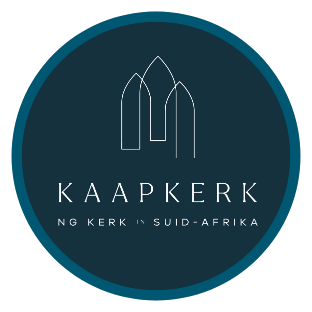 KAAPKERK
NG KERK IN SUID-AFRIKA